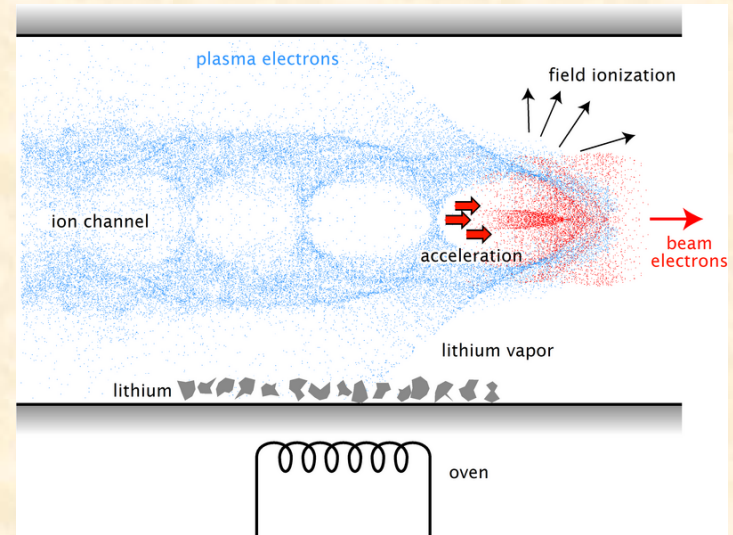 plasma electrons
field ionization
ion channel
acceleration
beam
electrons
lithium vapor
lithium
oven